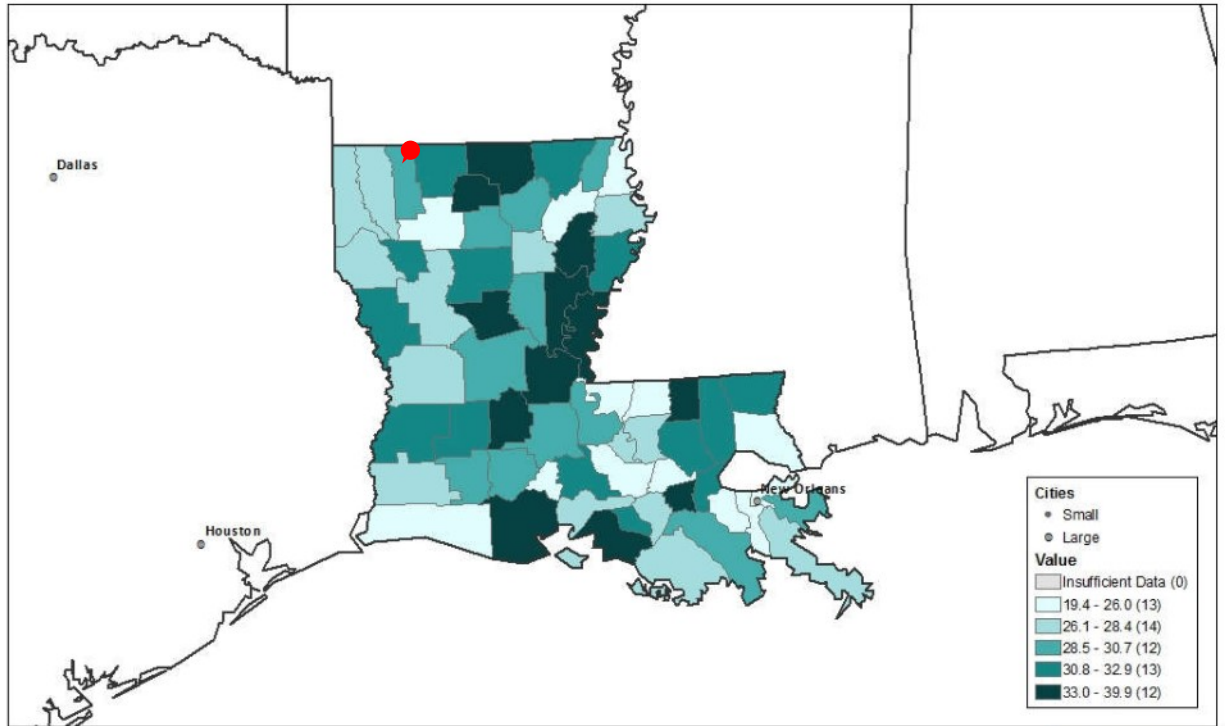 Dallas
New Orleans
Houston
Cities
Small
Large
Value
Insufficient Data (0)
19.4 - 26.0 (13)
26.1 - 28.4 (14)
28.5 - 30.7 (12)
30.8 - 32.9 (13)
33.0 - 39.9 (12)